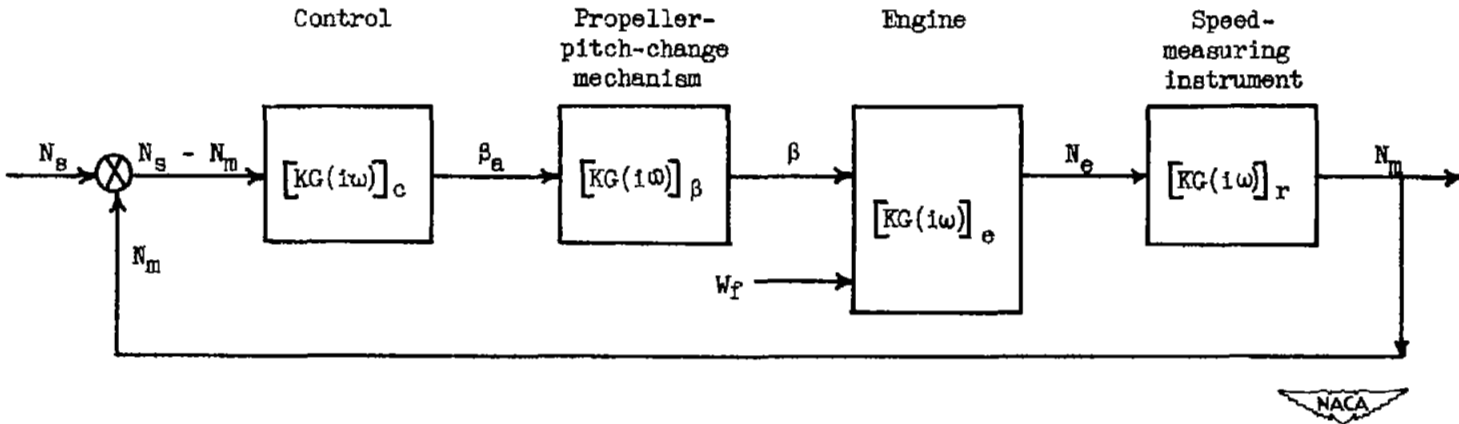 Control
Propeller-
pitch-change
mechanism
Engine
Speed-
measuring
instrument
N_s
N_s - N_m
[KG(iω)]_c
β_a
[KG(iω)]_β
β
[KG(iω)]_e
N_e
[KG(iω)]_r
N_m
N_m
W_f
NACA